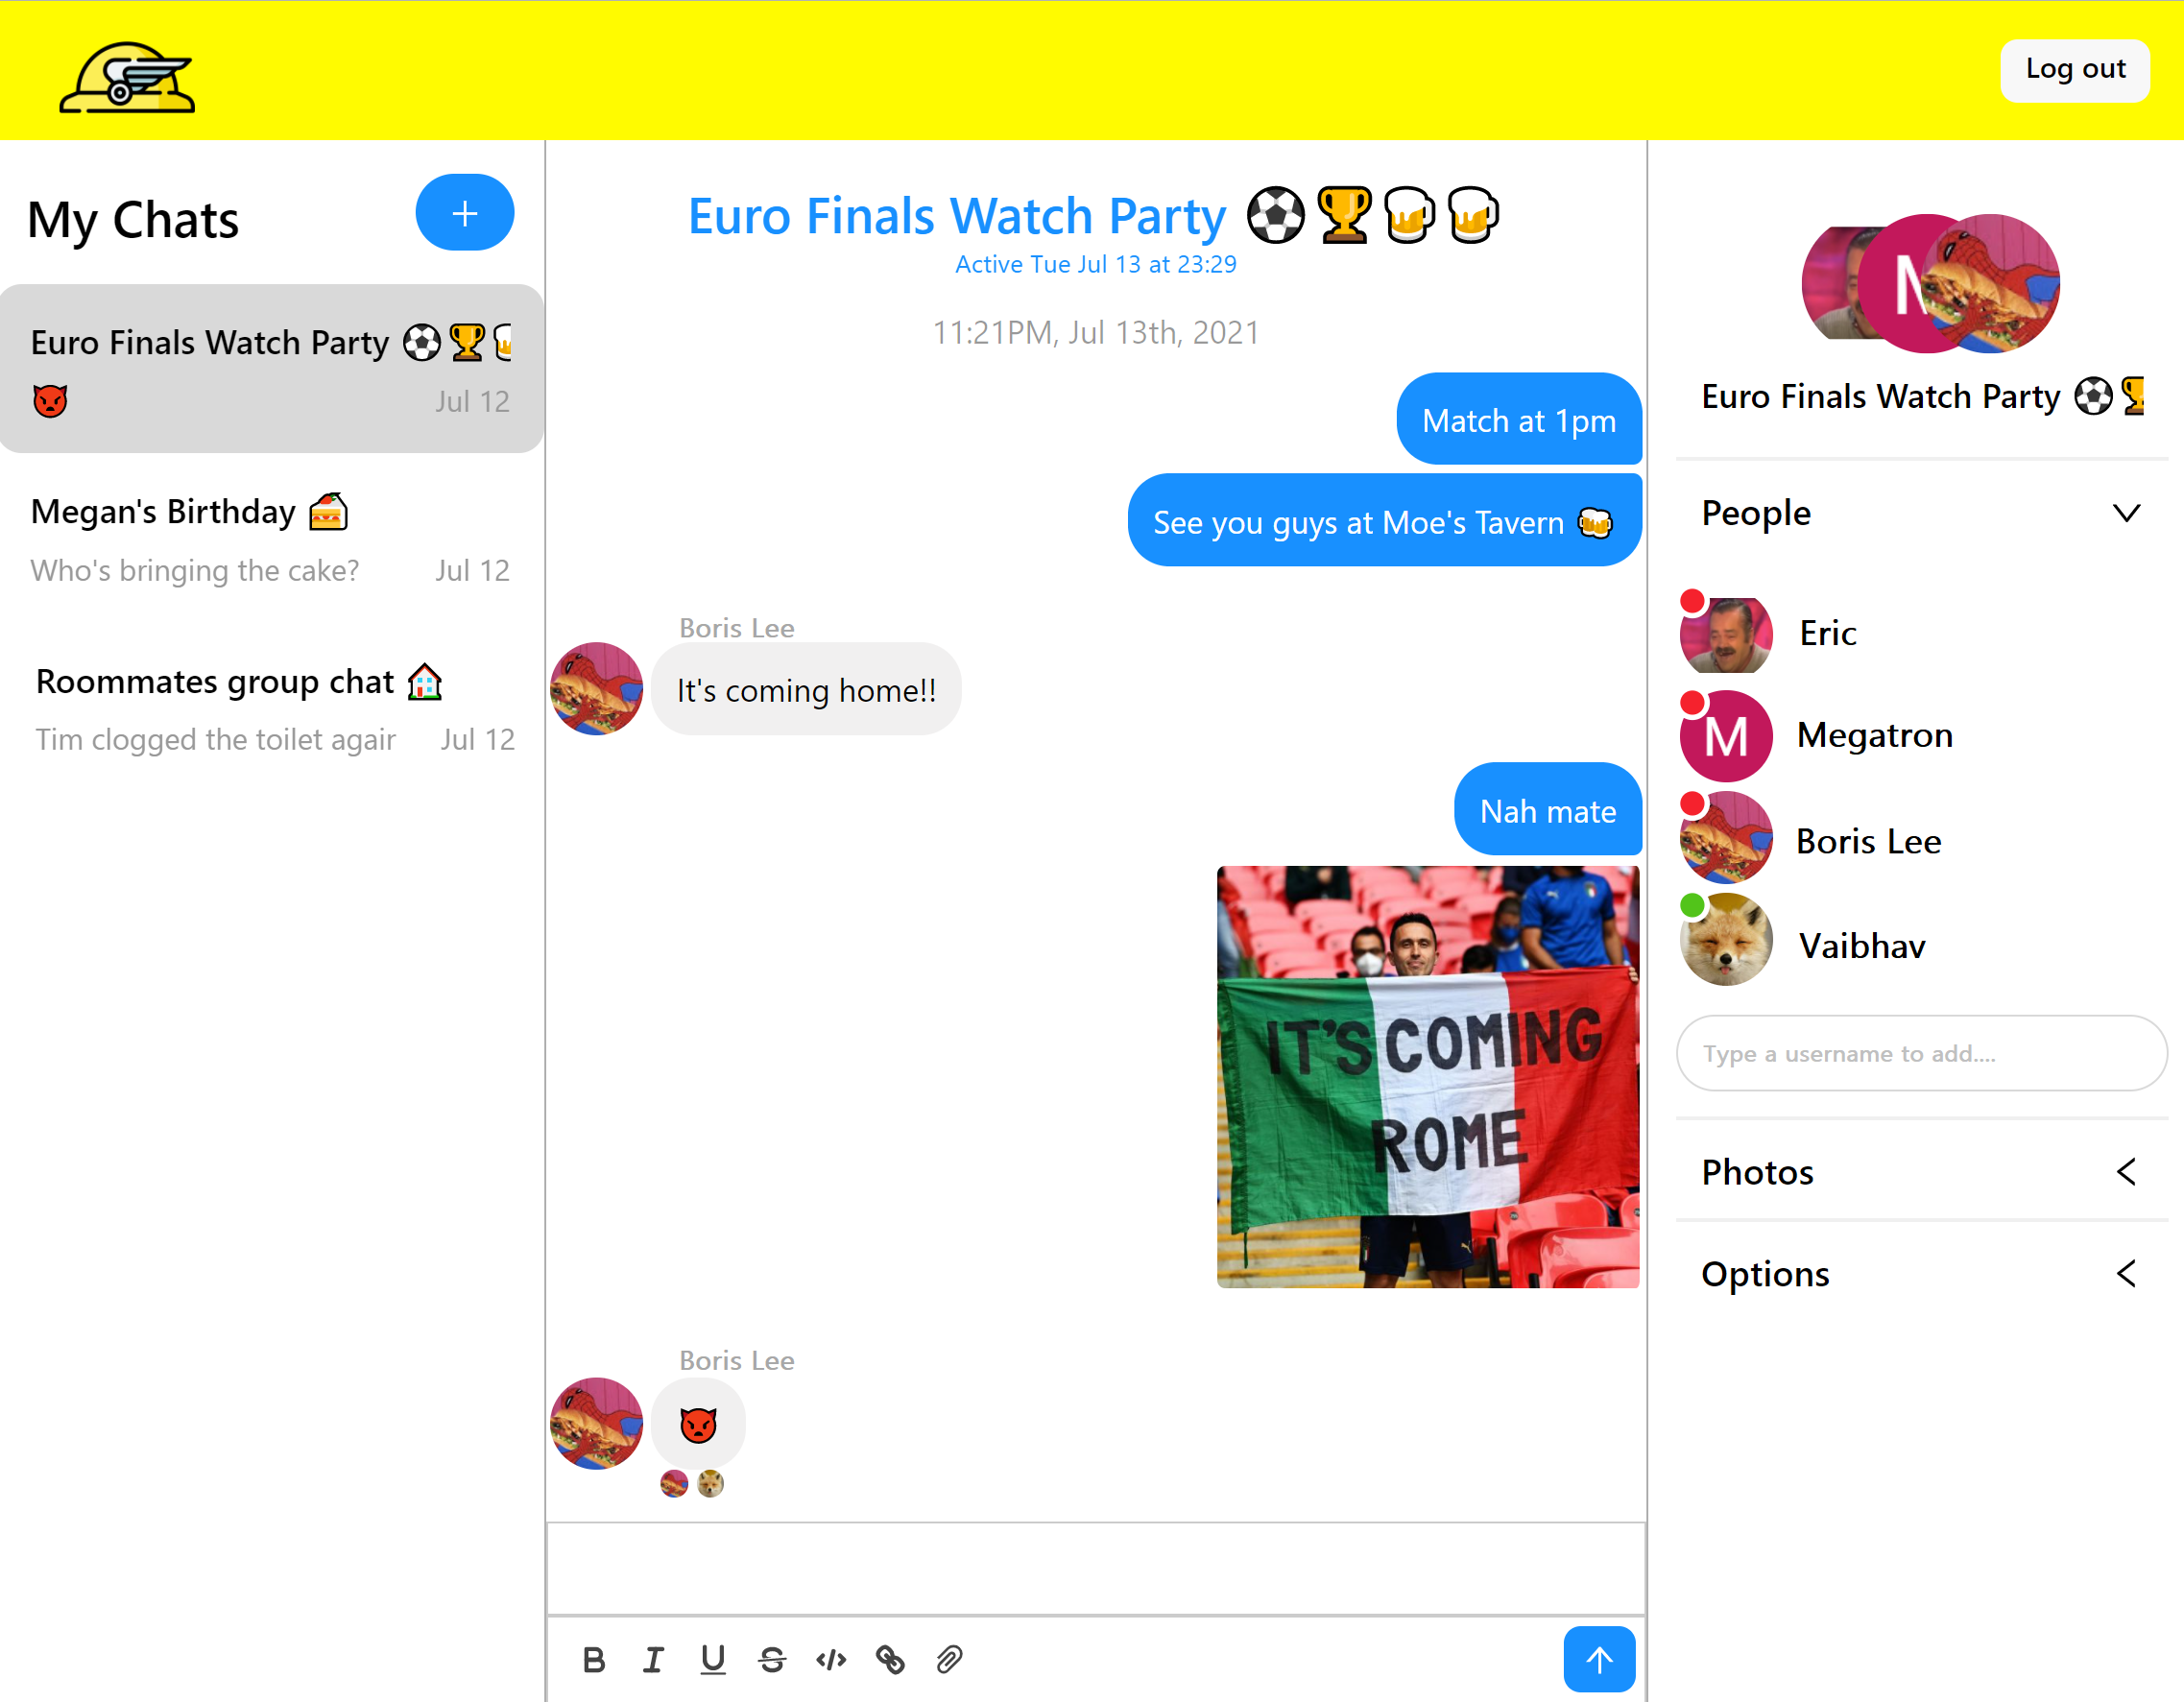 Log out
My Chats
Euro Finals Watch Party ⚽🏆🍺
👿 Jul 12
Megan's Birthday 🍰
Who's bringing the cake? Jul 12
Roommates group chat 🏠
Tim clogged the toilet agair Jul 12
Euro Finals Watch Party ⚽🏆🍺🍺
Active Tue Jul 13 at 23:29
11:21PM, Jul 13th, 2021
Match at 1pm
See you guys at Moe's Tavern 🍻
Boris Lee
It's coming home!!
Nah mate
IT'S COMING
ROME
Boris Lee
👿
B I U S </>
M
Euro Finals Watch Party ⚽🏆
People
Eric
M Megatron
Boris Lee
Vaibhav
Type a username to add....
Photos
Options